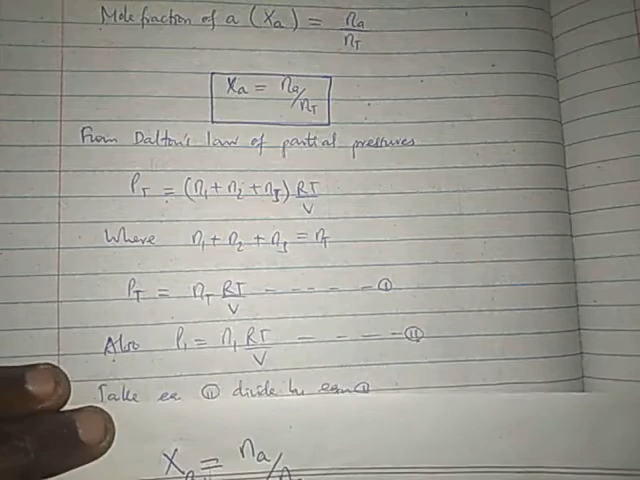 Mole fraction of a (Xa) = na/nT
Xa = na/nT
From Dalton's law of partial pressures
PT = (n1 + n2 + n3) RT/V
Where n1 + n2 + n3 = nT
PT = nT RT/V - - - - - ①
Also P1 = n1 RT/V - - - - ②
Take eq ② divide by eqn ①
Xa = na/n